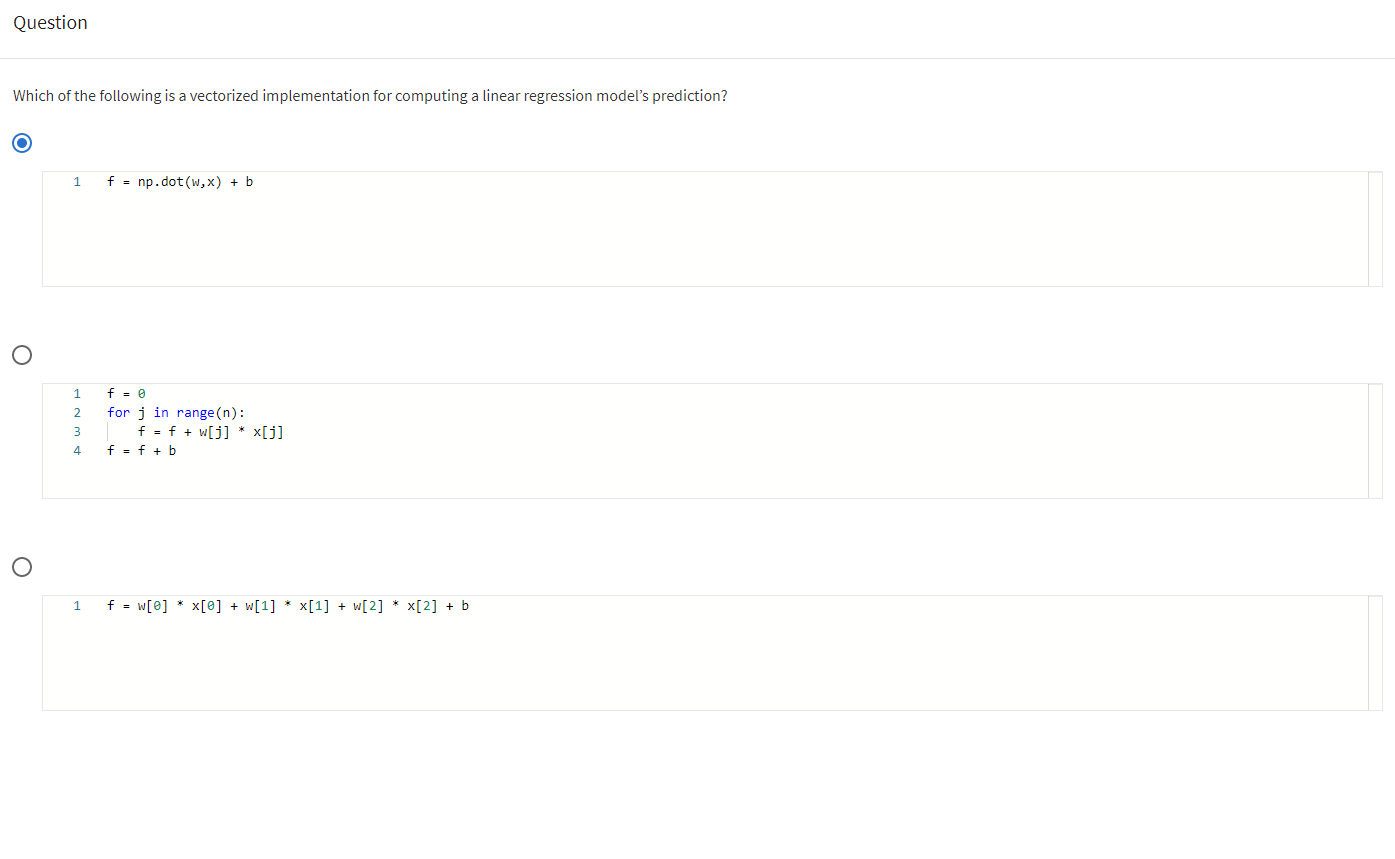 Question
Which of the following is a vectorized implementation for computing a linear regression model’s prediction?
1 f = np.dot(w,x) + b
1 f = 0
2 for j in range(n):
3 f = f + w[j] * x[j]
4 f = f + b
1 f = w[0] * x[0] + w[1] * x[1] + w[2] * x[2] + b